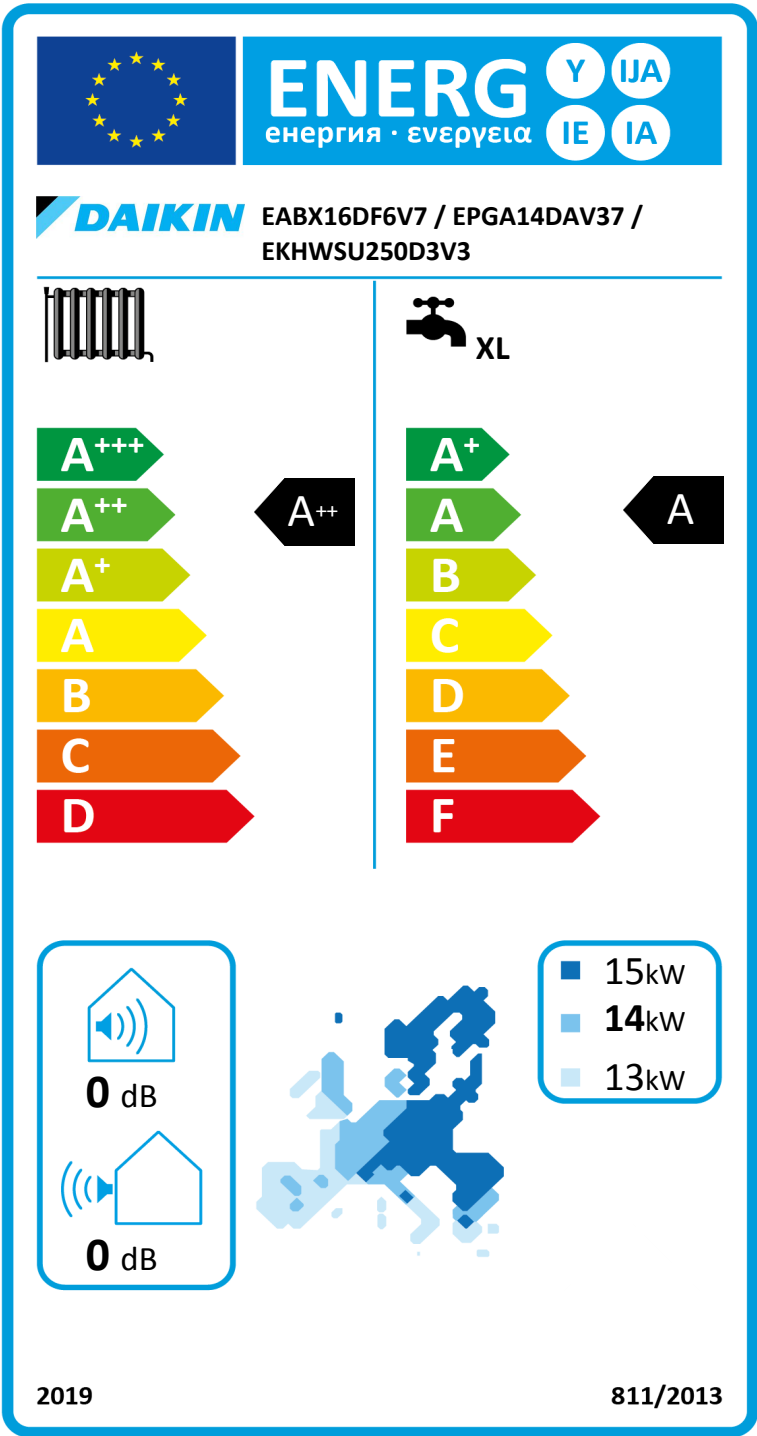 ENERG
енергия · ενεργεια
Y IJA
IE IA
DAIKIN
EABX16DF6V7 / EPGA14DAV37 /
EKHWSU250D3V3
XL
A+++
A++
A+
A
B
C
D
A++
A+
A
B
C
D
E
F
A
0 dB
0 dB
15kW
14kW
13kW
2019
811/2013